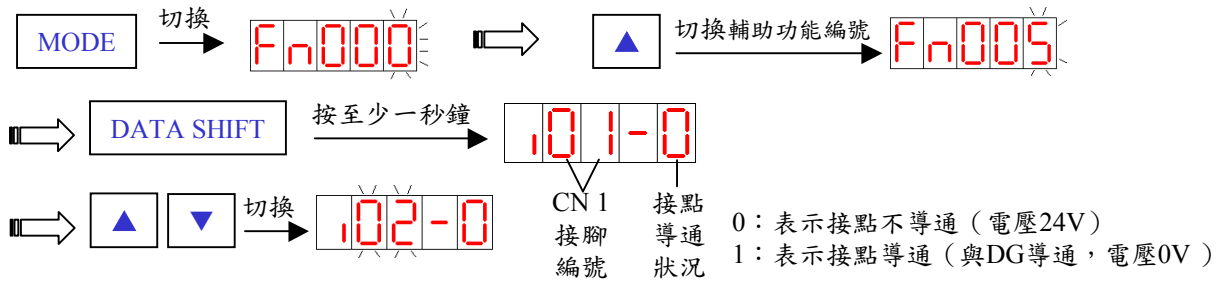 MODE 切換 Fn000 ▲ 切換輔助功能編號 Fn005
DATA SHIFT 按至少一秒鐘 i01-0
▲ ▼ 切換 i02-0
CN 1
接腳
編號
接點
導通
狀況
0：表示接點不導通（電壓24V）
1：表示接點導通（與DG導通，電壓0V ）